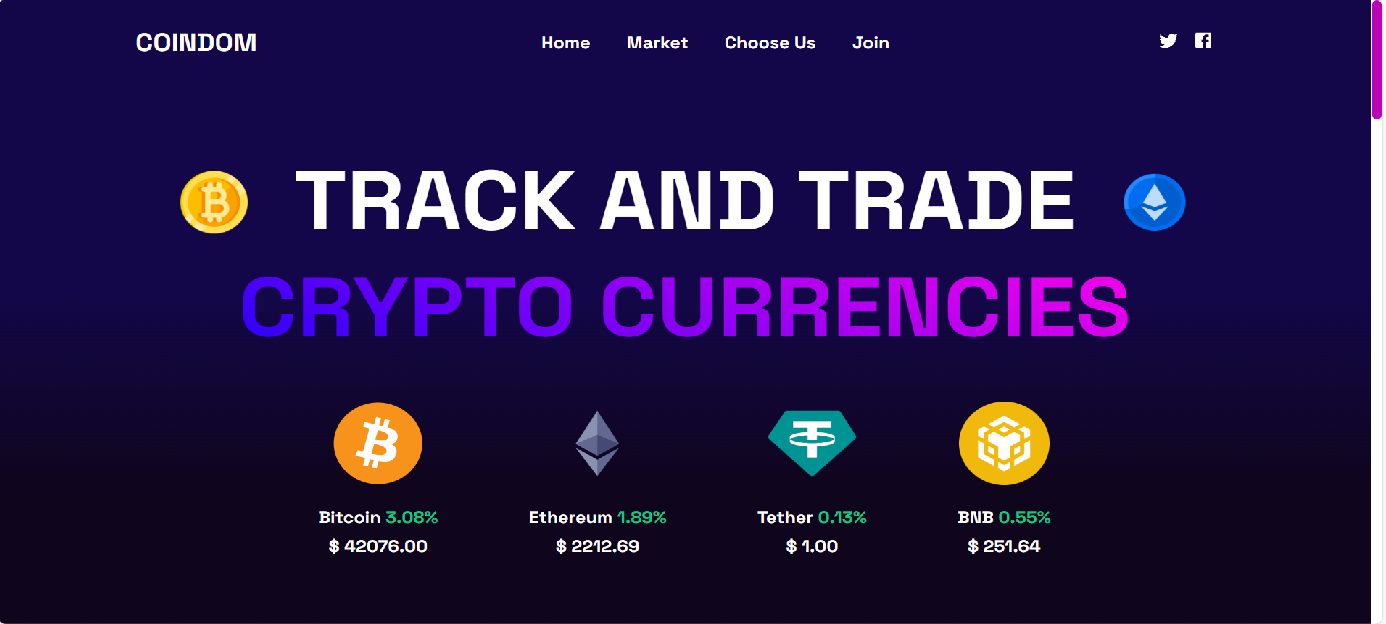 COINDOM Home Market Choose Us Join
TRACK AND TRADE
CRYPTO CURRENCIES
Bitcoin 3.08% Ethereum 1.89% Tether 0.13% BNB 0.55%
$ 42076.00 $ 2212.69 $ 1.00 $ 251.64